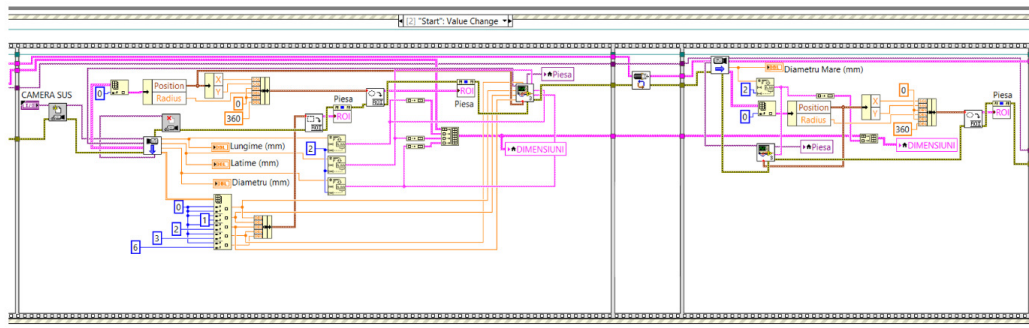 [2] "Start": Value Change
CAMERA SUS
0
Position
Radius
X
Y
0
360
Piesa
ROI
Piesa
ROI
Piesa
Lungime (mm)
Latime (mm)
Diametru (mm)
2
DIMENSIUNI
0
1
2
3
6
Diametru Mare (mm)
2
0
Position
Radius
X
Y
0
360
Piesa
ROI
Piesa
DIMENSIUNI